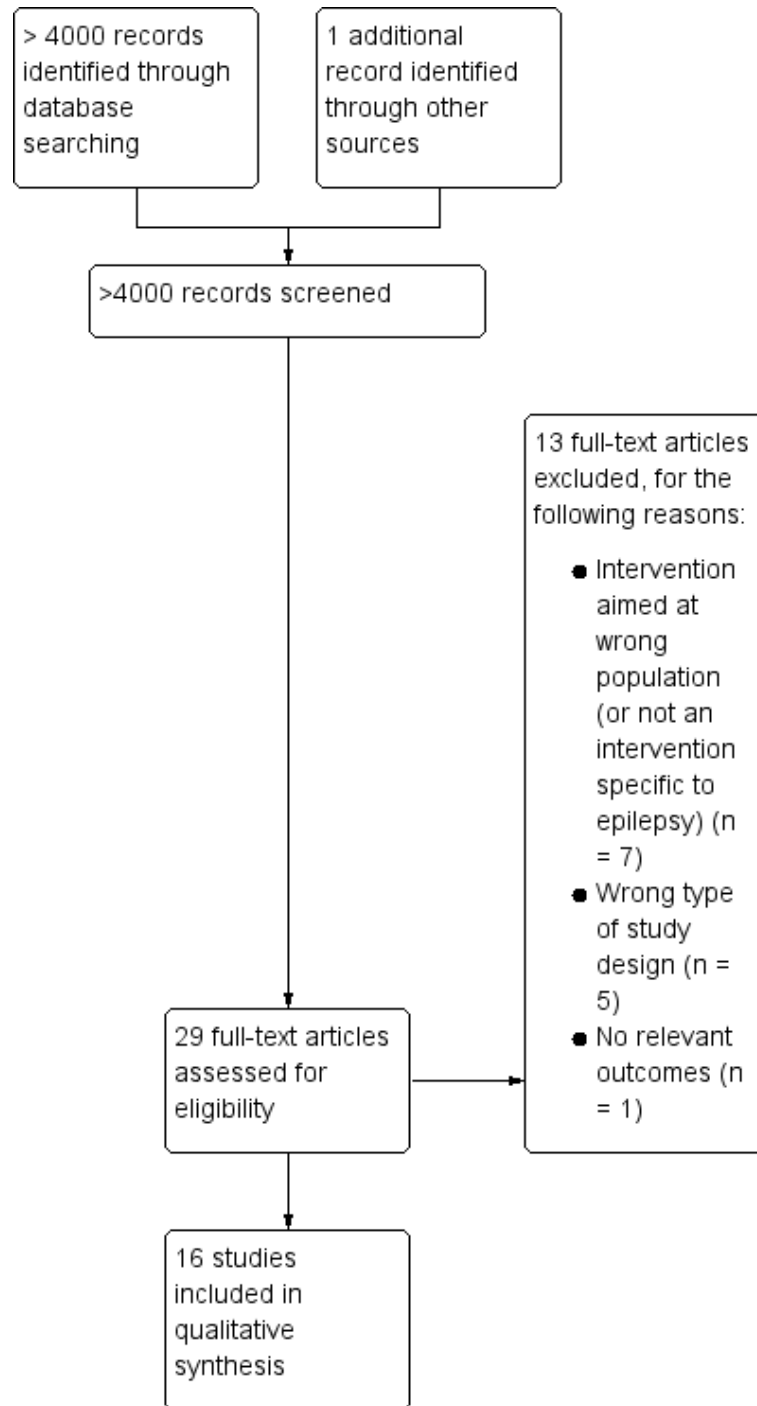 > 4000 records
identified through
database
searching
1 additional
record identified
through other
sources
>4000 records screened
13 full-text articles
excluded, for the
following reasons:
● Intervention
aimed at
wrong
population
(or not an
intervention
specific to
epilepsy) (n
= 7)
● Wrong type
of study
design (n =
5)
● No relevant
outcomes (n
= 1)
29 full-text articles
assessed for
eligibility
16 studies
included in
qualitative
synthesis